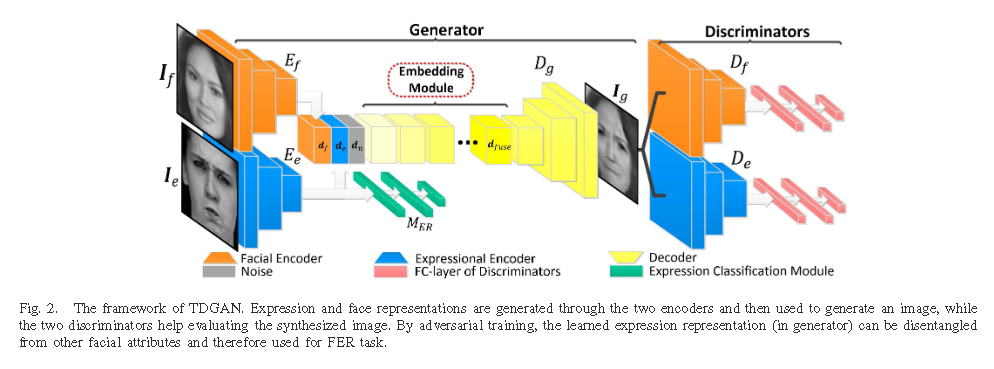 Generator
Discriminators
I_f
E_f
Embedding
Module
D_g
I_g
D_f
d_f d_e d_n
d_fuse
I_e
E_e
D_e
M_ER
Facial Encoder
Expressional Encoder
Decoder
Noise
FC-layer of Discriminators
Expression Classification Module
Fig. 2. The framework of TDGAN. Expression and face representations are generated through the two encoders and then used to generate an image, while
the two discriminators help evaluating the synthesized image. By adversarial training, the learned expression representation (in generator) can be disentangled
from other facial attributes and therefore used for FER task.